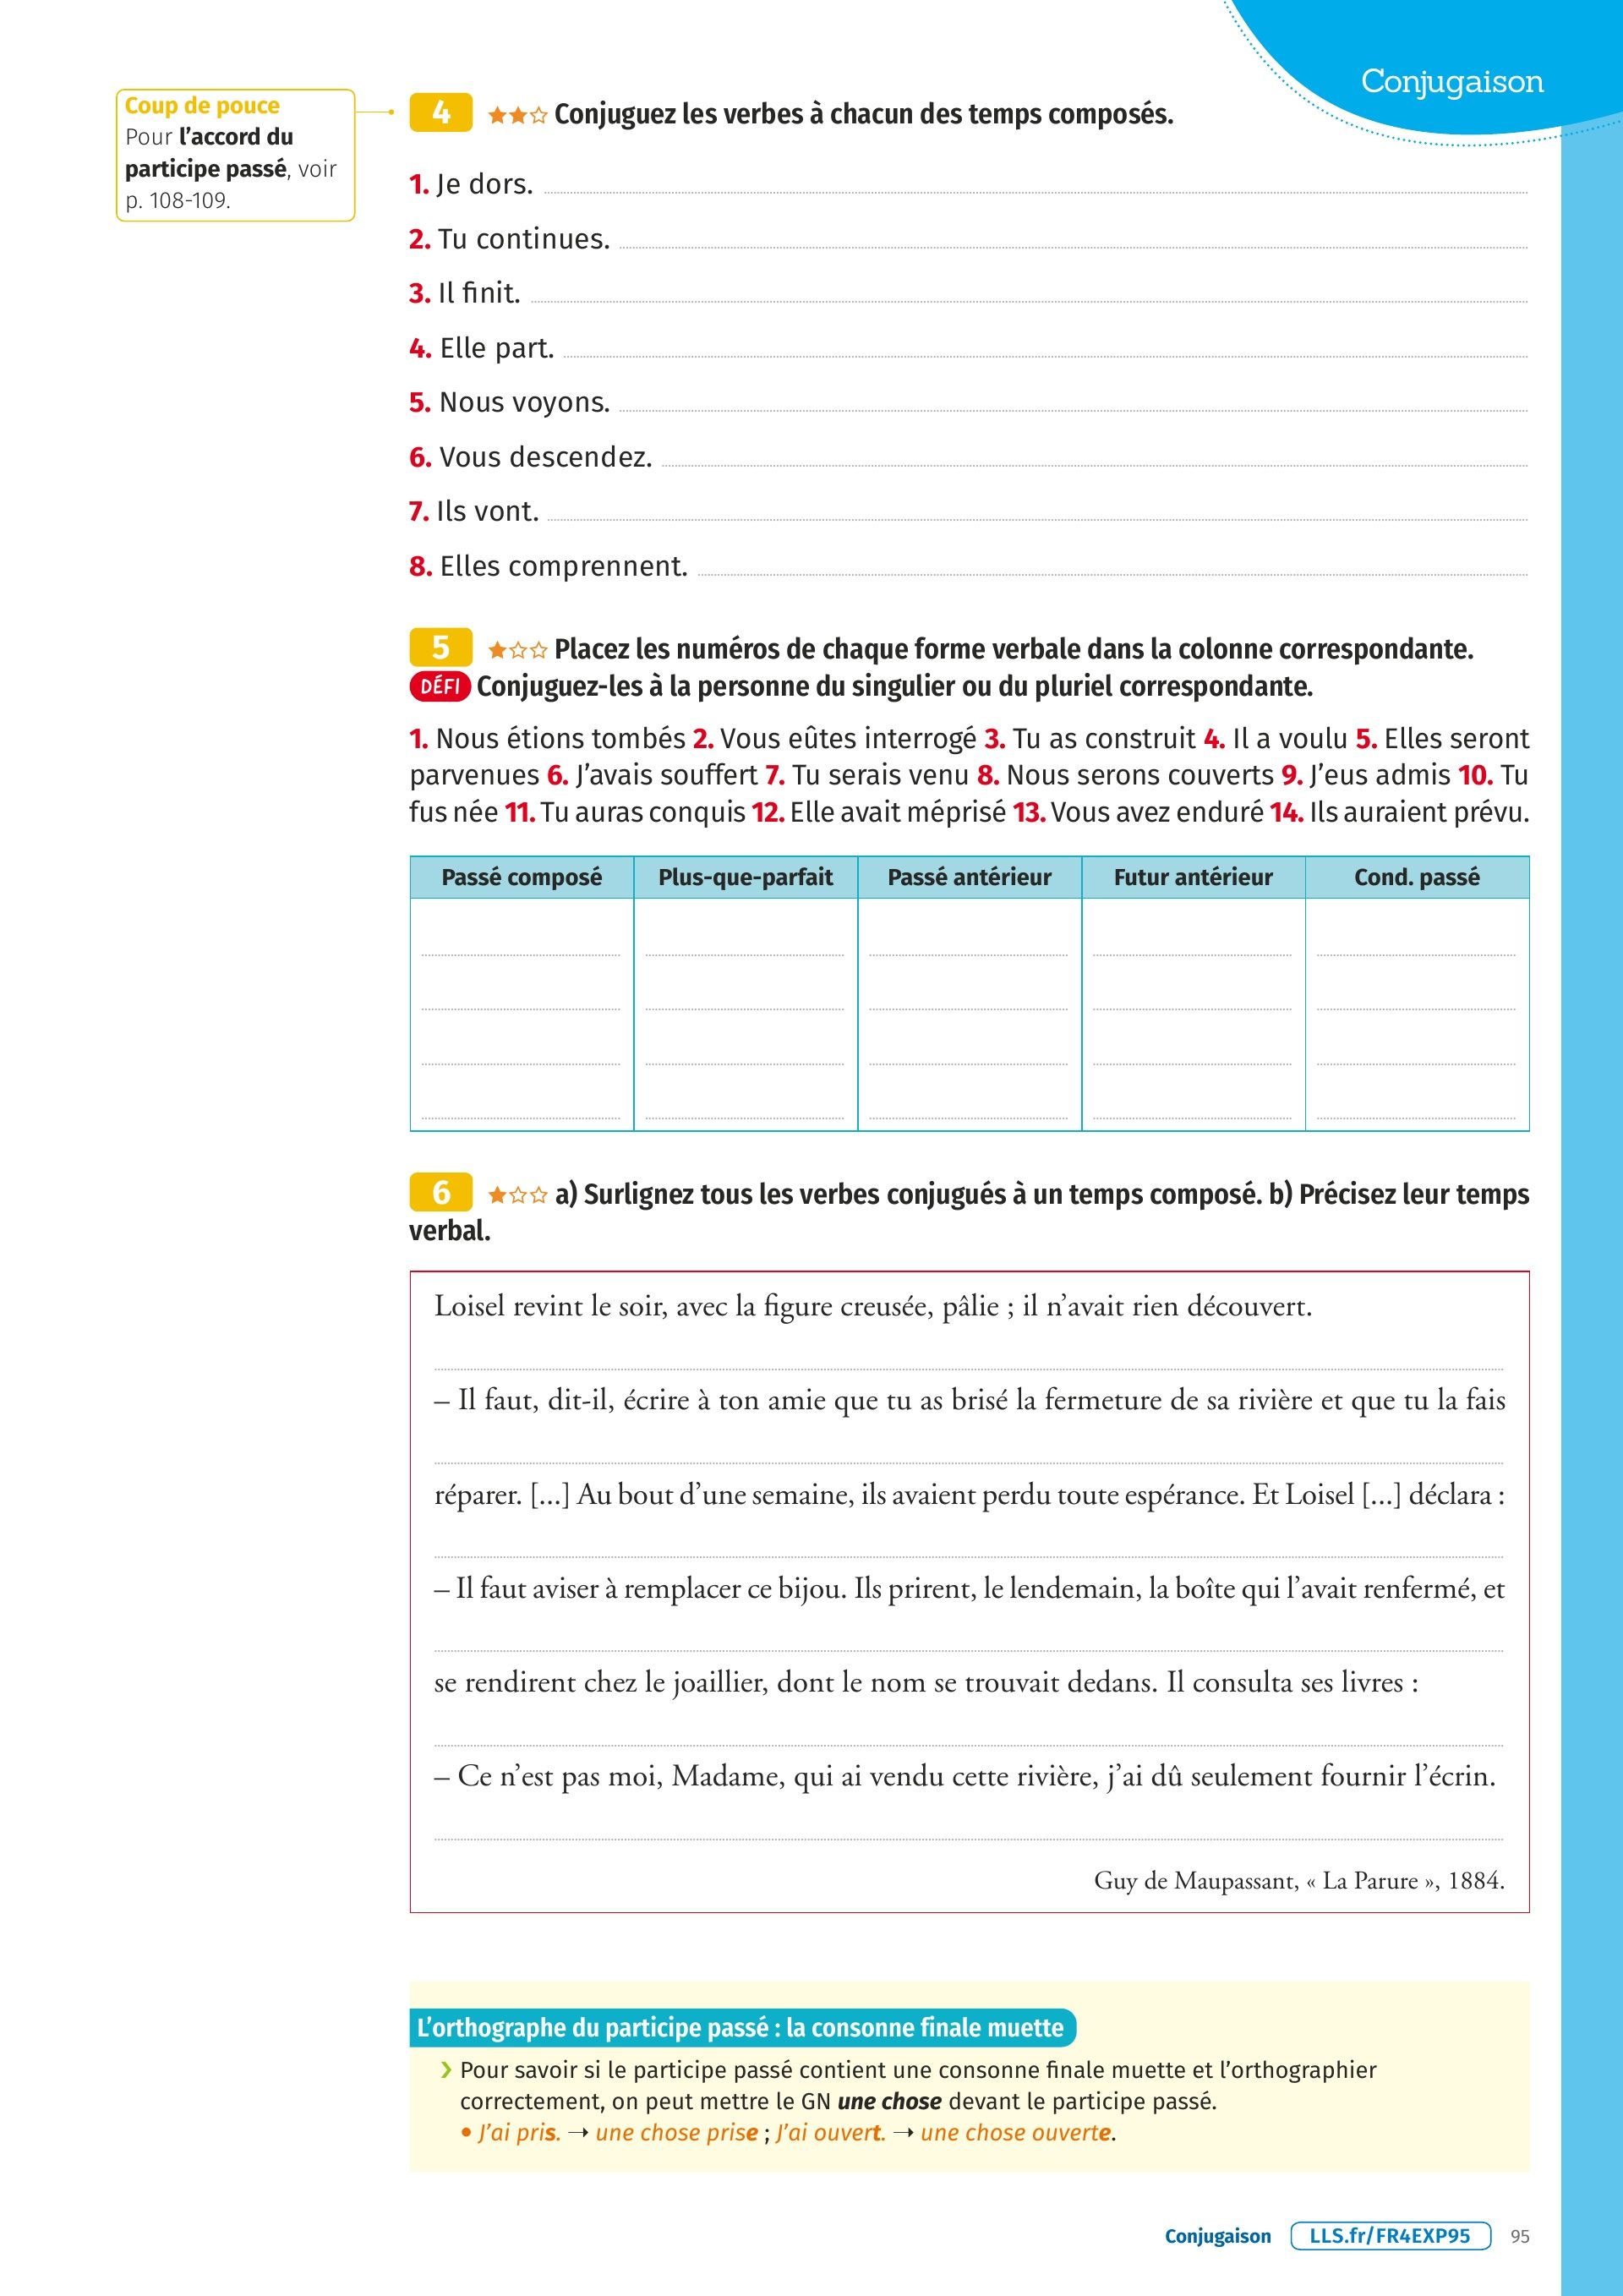 Conjugaison
Coup de pouce
Pour l’accord du
participe passé, voir
p. 108-109.
4 Conjuguez les verbes à chacun des temps composés.
1. Je dors.
2. Tu continues.
3. Il finit.
4. Elle part.
5. Nous voyons.
6. Vous descendez.
7. Ils vont.
8. Elles comprennent.
5 Placez les numéros de chaque forme verbale dans la colonne correspondante.
DÉFI Conjuguez-les à la personne du singulier ou du pluriel correspondante.
1. Nous étions tombés 2. Vous eûtes interrogé 3. Tu as construit 4. Il a voulu 5. Elles seront
parvenues 6. J’avais souffert 7. Tu serais venu 8. Nous serons couverts 9. J’eus admis 10. Tu
fus née 11. Tu auras conquis 12. Elle avait méprisé 13. Vous avez enduré 14. Ils auraient prévu.
Passé composé Plus-que-parfait Passé antérieur Futur antérieur Cond. passé
6 a) Surlignez tous les verbes conjugués à un temps composé. b) Précisez leur temps
verbal.
Loisel revint le soir, avec la figure creusée, pâlie ; il n’avait rien découvert.
– Il faut, dit-il, écrire à ton amie que tu as brisé la fermeture de sa rivière et que tu la fais
réparer. [...] Au bout d’une semaine, ils avaient perdu toute espérance. Et Loisel [...] déclara :
– Il faut aviser à remplacer ce bijou. Ils prirent, le lendemain, la boîte qui l’avait renfermé, et
se rendirent chez le joaillier, dont le nom se trouvait dedans. Il consulta ses livres :
– Ce n’est pas moi, Madame, qui ai vendu cette rivière, j’ai dû seulement fournir l’écrin.
Guy de Maupassant, « La Parure », 1884.
L’orthographe du participe passé : la consonne finale muette
› Pour savoir si le participe passé contient une consonne finale muette et l’orthographier
correctement, on peut mettre le GN une chose devant le participe passé.
• J’ai pris. → une chose prise ; J’ai ouvert. → une chose ouverte.
Conjugaison LLS.fr/FR4EXP95 95